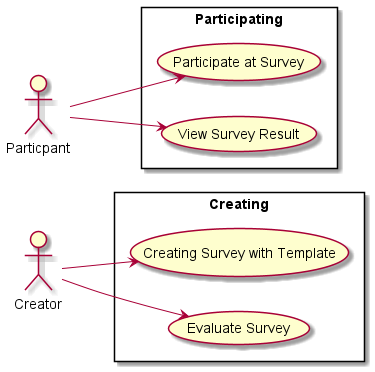 Participating
Participate at Survey
View Survey Result
Particpant
Creating
Creating Survey with Template
Evaluate Survey
Creator